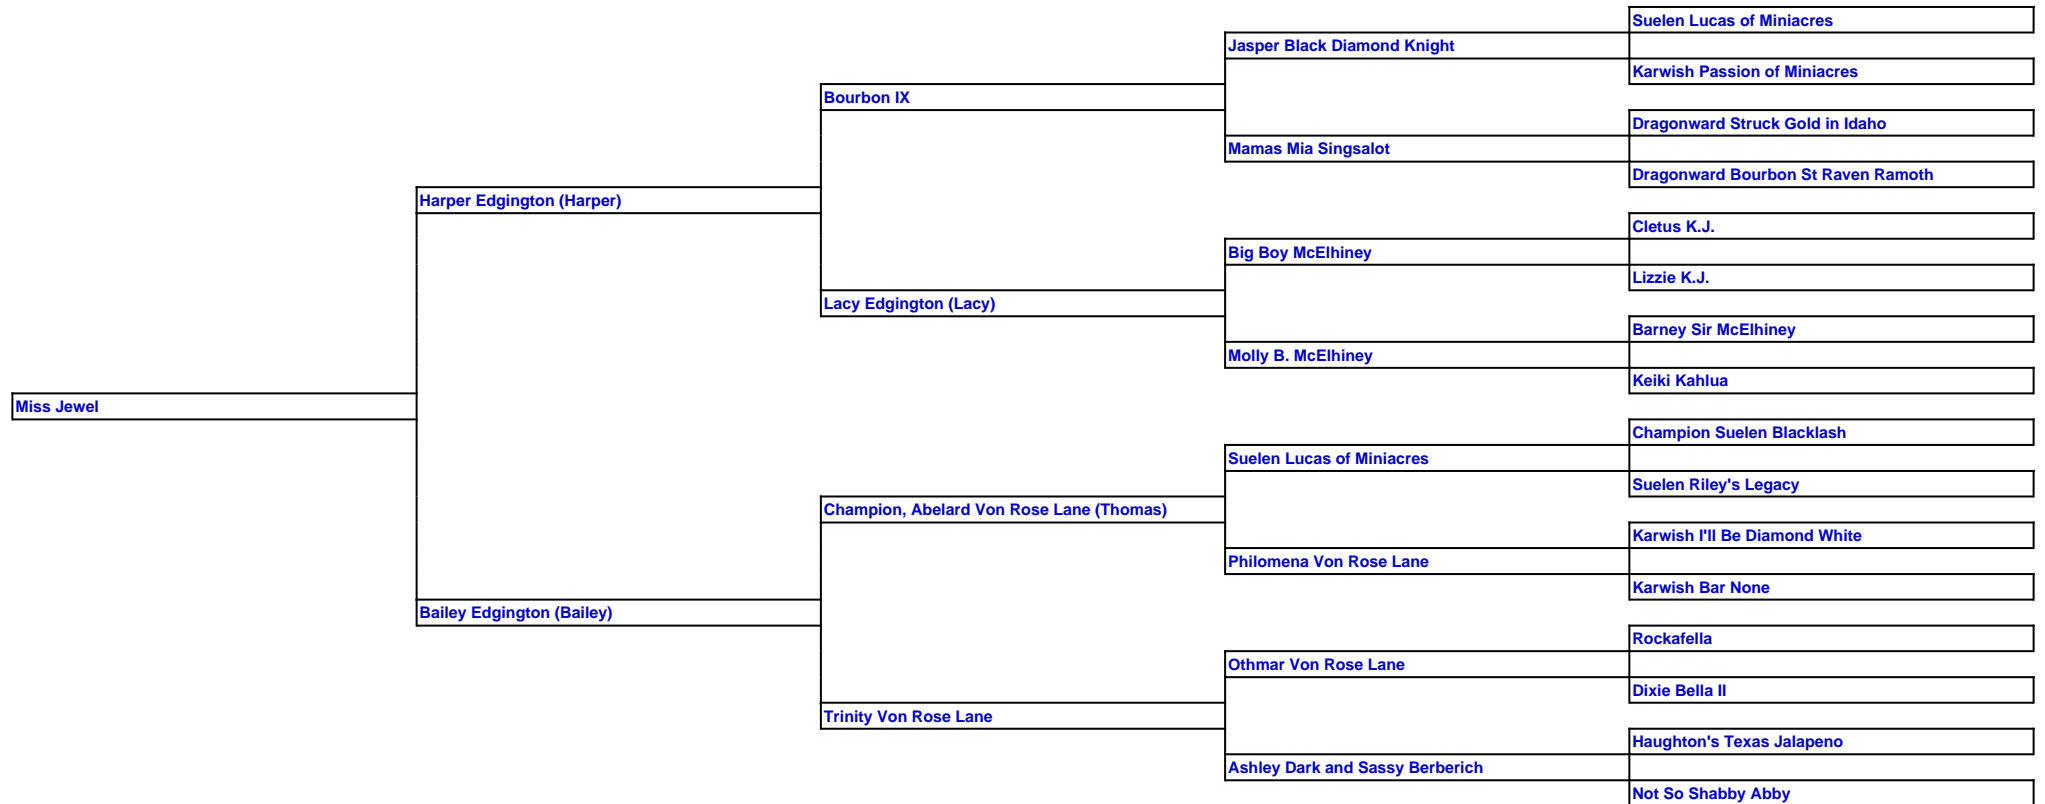 Suelen Lucas of Miniacres
Jasper Black Diamond Knight
Karwish Passion of Miniacres
Bourbon IX
Dragonward Struck Gold in Idaho
Mamas Mia Singsalot
Dragonward Bourbon St Raven Ramoth
Harper Edgington (Harper)
Cletus K.J.
Big Boy McElhiney
Lizzie K.J.
Lacy Edgington (Lacy)
Barney Sir McElhiney
Molly B. McElhiney
Keiki Kahlua
Miss Jewel
Champion Suelen Blacklash
Suelen Lucas of Miniacres
Suelen Riley's Legacy
Champion, Abelard Von Rose Lane (Thomas)
Karwish I'll Be Diamond White
Philomena Von Rose Lane
Karwish Bar None
Bailey Edgington (Bailey)
Rockafella
Othmar Von Rose Lane
Dixie Bella II
Trinity Von Rose Lane
Haughton's Texas Jalapeno
Ashley Dark and Sassy Berberich
Not So Shabby Abby